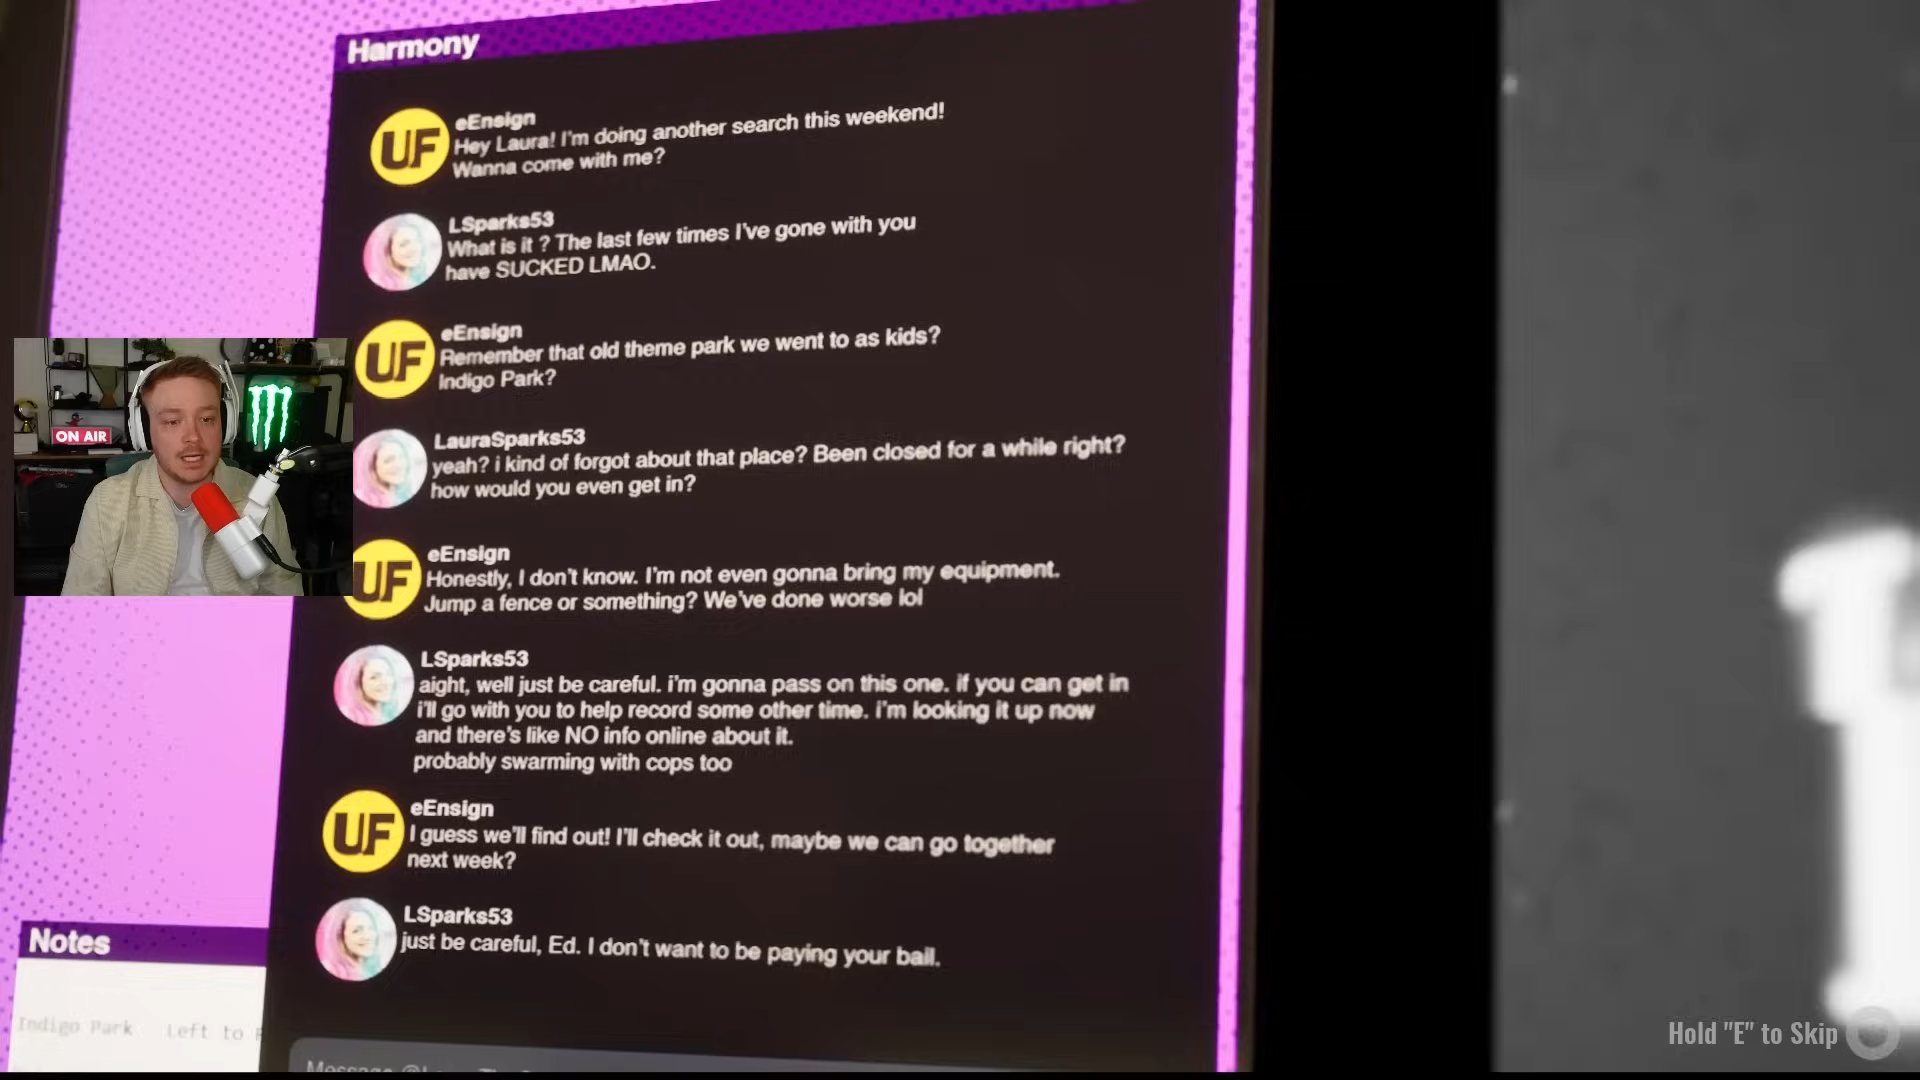 Harmony
UF
eEnsign
Hey Laura! I'm doing another search this weekend!
Wanna come with me?
LSparks53
What is it ? The last few times I've gone with you
have SUCKED LMAO.
UF
eEnsign
Remember that old theme park we went to as kids?
Indigo Park?
LauraSparks53
yeah? i kind of forgot about that place? Been closed for a while right?
how would you even get in?
ON AIR
UF
eEnsign
Honestly, I don't know. I'm not even gonna bring my equipment.
Jump a fence or something? We've done worse lol
LSparks53
aight, well just be careful. i'm gonna pass on this one. if you can get in
i'll go with you to help record some other time. i'm looking it up now
and there's like NO info online about it.
probably swarming with cops too
UF
eEnsign
I guess we'll find out! I'll check it out, maybe we can go together
next week?
LSparks53
just be careful, Ed. I don't want to be paying your bail.
Notes
Indigo Park Left to
Message
Hold "E" to Skip